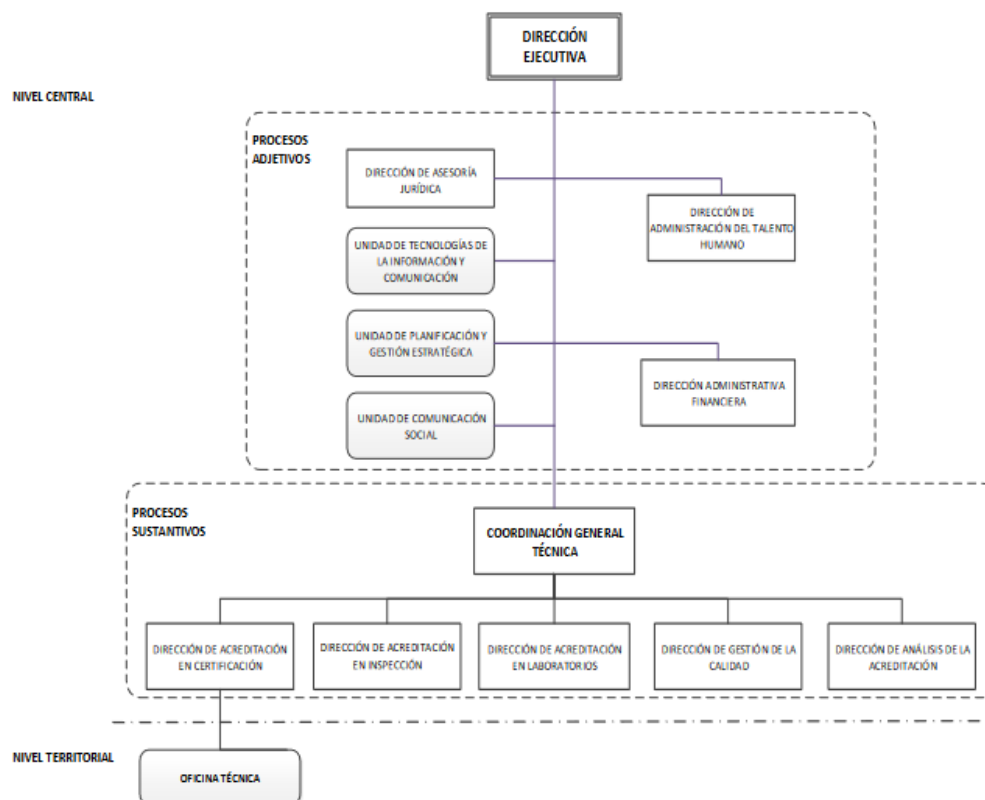 DIRECCIÓN
EJECUTIVA
NIVEL CENTRAL
PROCESOS
ADJETIVOS
DIRECCIÓN DE ASESORÍA
JURÍDICA
DIRECCIÓN DE
ADMINISTRACIÓN DEL TALENTO
HUMANO
UNIDAD DE TECNOLOGÍAS DE
LA INFORMACIÓN Y
COMUNICACIÓN
UNIDAD DE PLANIFICACIÓN Y
GESTIÓN ESTRATÉGICA
DIRECCIÓN ADMINISTRATIVA
FINANCIERA
UNIDAD DE COMUNICACIÓN
SOCIAL
PROCESOS
SUSTANTIVOS
COORDINACIÓN GENERAL
TÉCNICA
DIRECCIÓN DE ACREDITACIÓN
EN CERTIFICACIÓN
DIRECCIÓN DE ACREDITACIÓN
EN INSPECCIÓN
DIRECCIÓN DE ACREDITACIÓN
EN LABORATORIOS
DIRECCIÓN DE GESTIÓN DE LA
CALIDAD
DIRECCIÓN DE ANÁLISIS DE LA
ACREDITACIÓN
NIVEL TERRITORIAL
OFICINA TÉCNICA